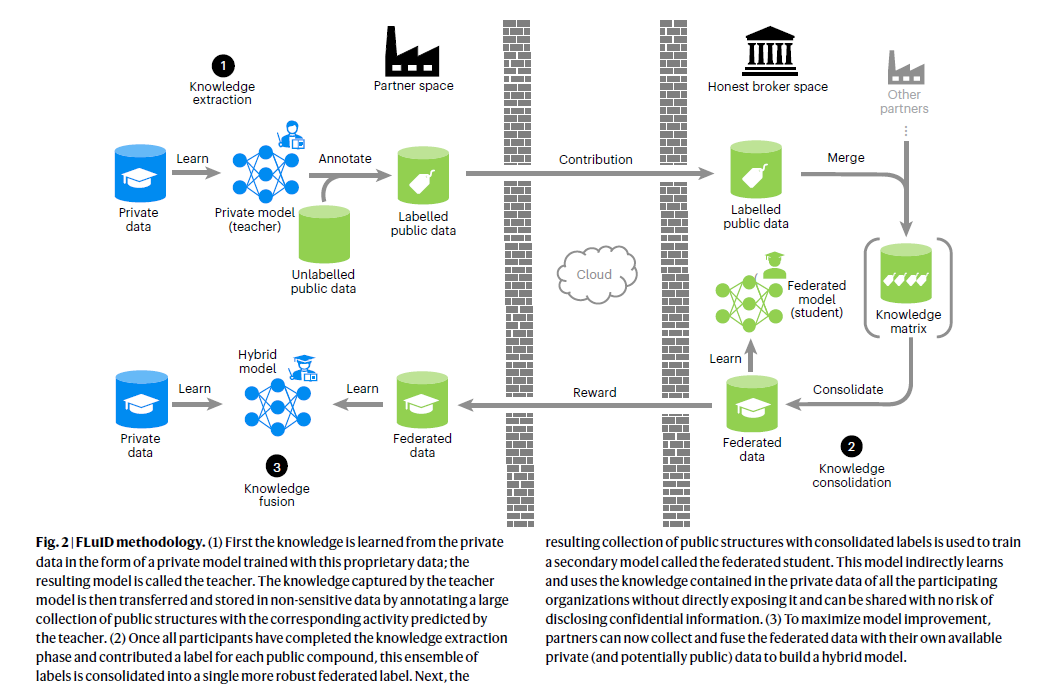 1
Knowledge
extraction
Partner space
Honest broker space
Other
partners
Learn
Annotate
Contribution
Merge
Private
data
Private model
(teacher)
Labelled
public data
Labelled
public data
Unlabelled
public data
Cloud
Federated
model
(student)
Knowledge
matrix
Hybrid
model
Learn
Learn
Learn
Reward
Consolidate
Private
data
Federated
data
Federated
data
2
Knowledge
consolidation
3
Knowledge
fusion
Fig. 2 | FLuID methodology. (1) First the knowledge is learned from the private
data in the form of a private model trained with this proprietary data; the
resulting model is called the teacher. The knowledge captured by the teacher
model is then transferred and stored in non-sensitive data by annotating a large
collection of public structures with the corresponding activity predicted by
the teacher. (2) Once all participants have completed the knowledge extraction
phase and contributed a label for each public compound, this ensemble of
labels is consolidated into a single more robust federated label. Next, the
resulting collection of public structures with consolidated labels is used to train
a secondary model called the federated student. This model indirectly learns
and uses the knowledge contained in the private data of all the participating
organizations without directly exposing it and can be shared with no risk of
disclosing confidential information. (3) To maximize model improvement,
partners can now collect and fuse the federated data with their own available
private (and potentially public) data to build a hybrid model.